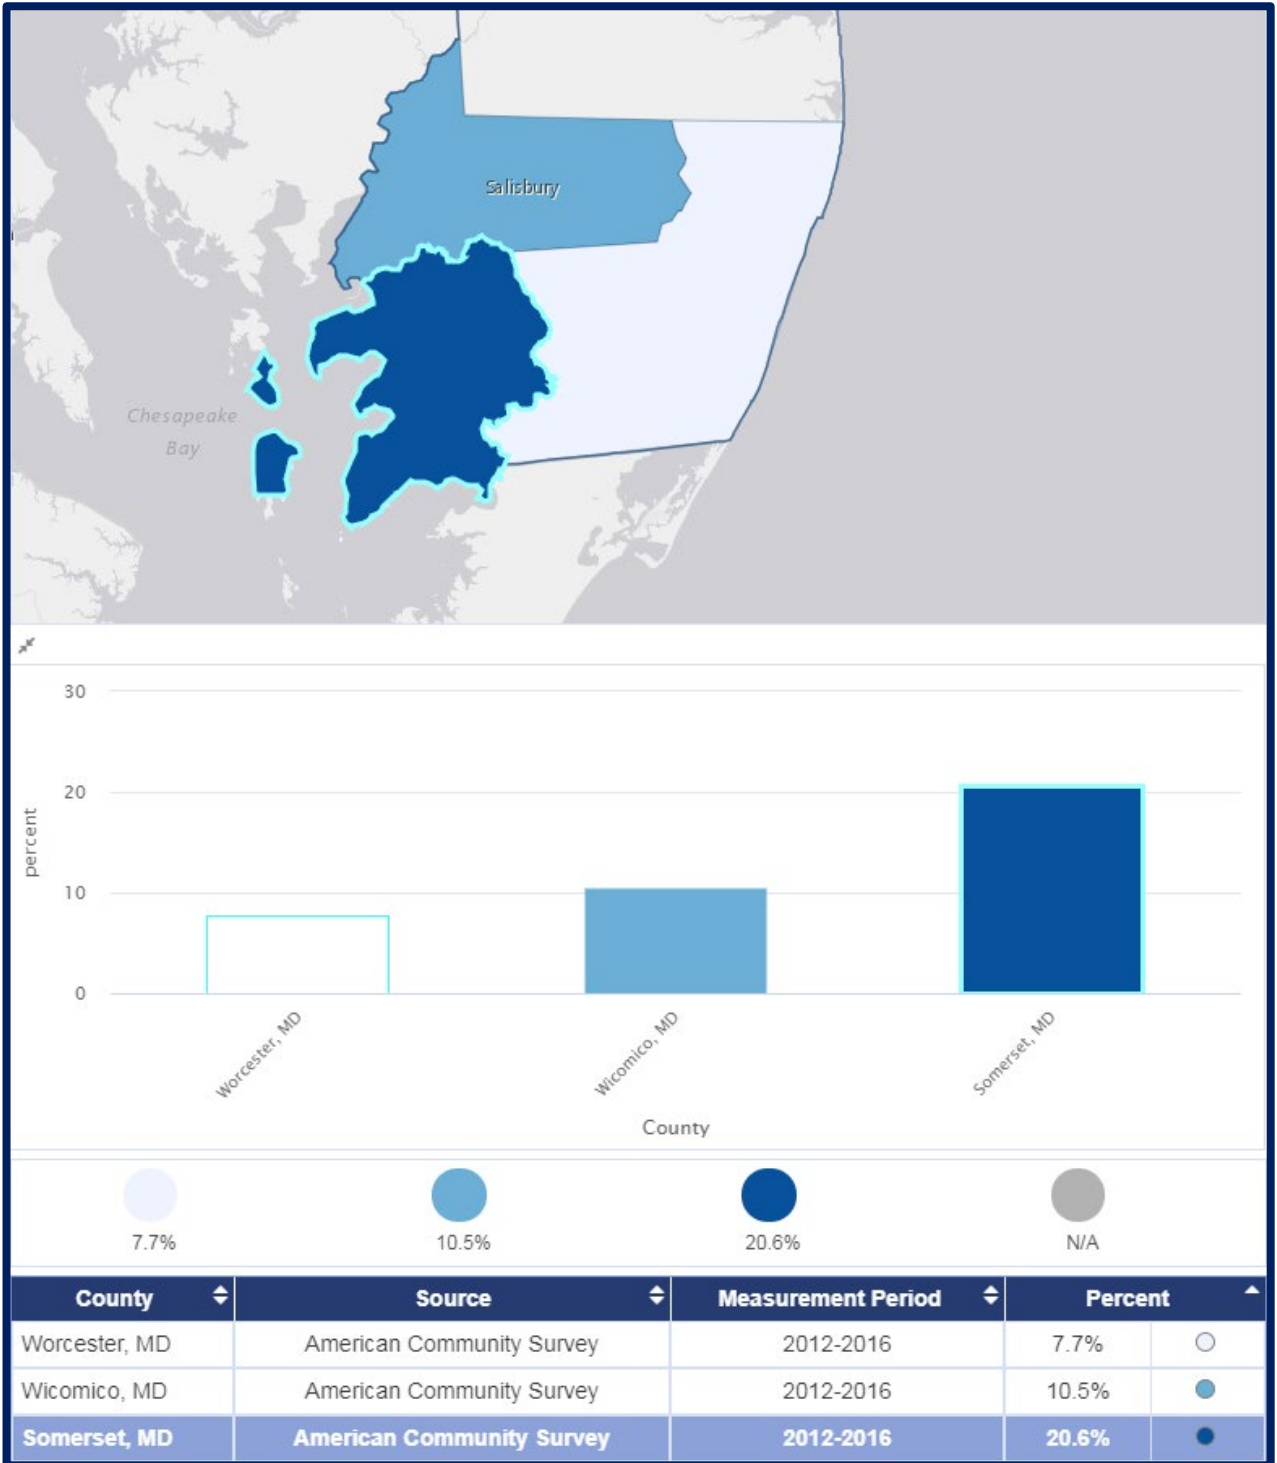 Salisbury
Chesapeake
Bay
30
20
10
0
percent
Worcester, MD
Wicomico, MD
Somerset, MD
County
7.7%
10.5%
20.6%
N/A
County Source Measurement Period Percent
Worcester, MD American Community Survey 2012-2016 7.7%
Wicomico, MD American Community Survey 2012-2016 10.5%
Somerset, MD American Community Survey 2012-2016 20.6%